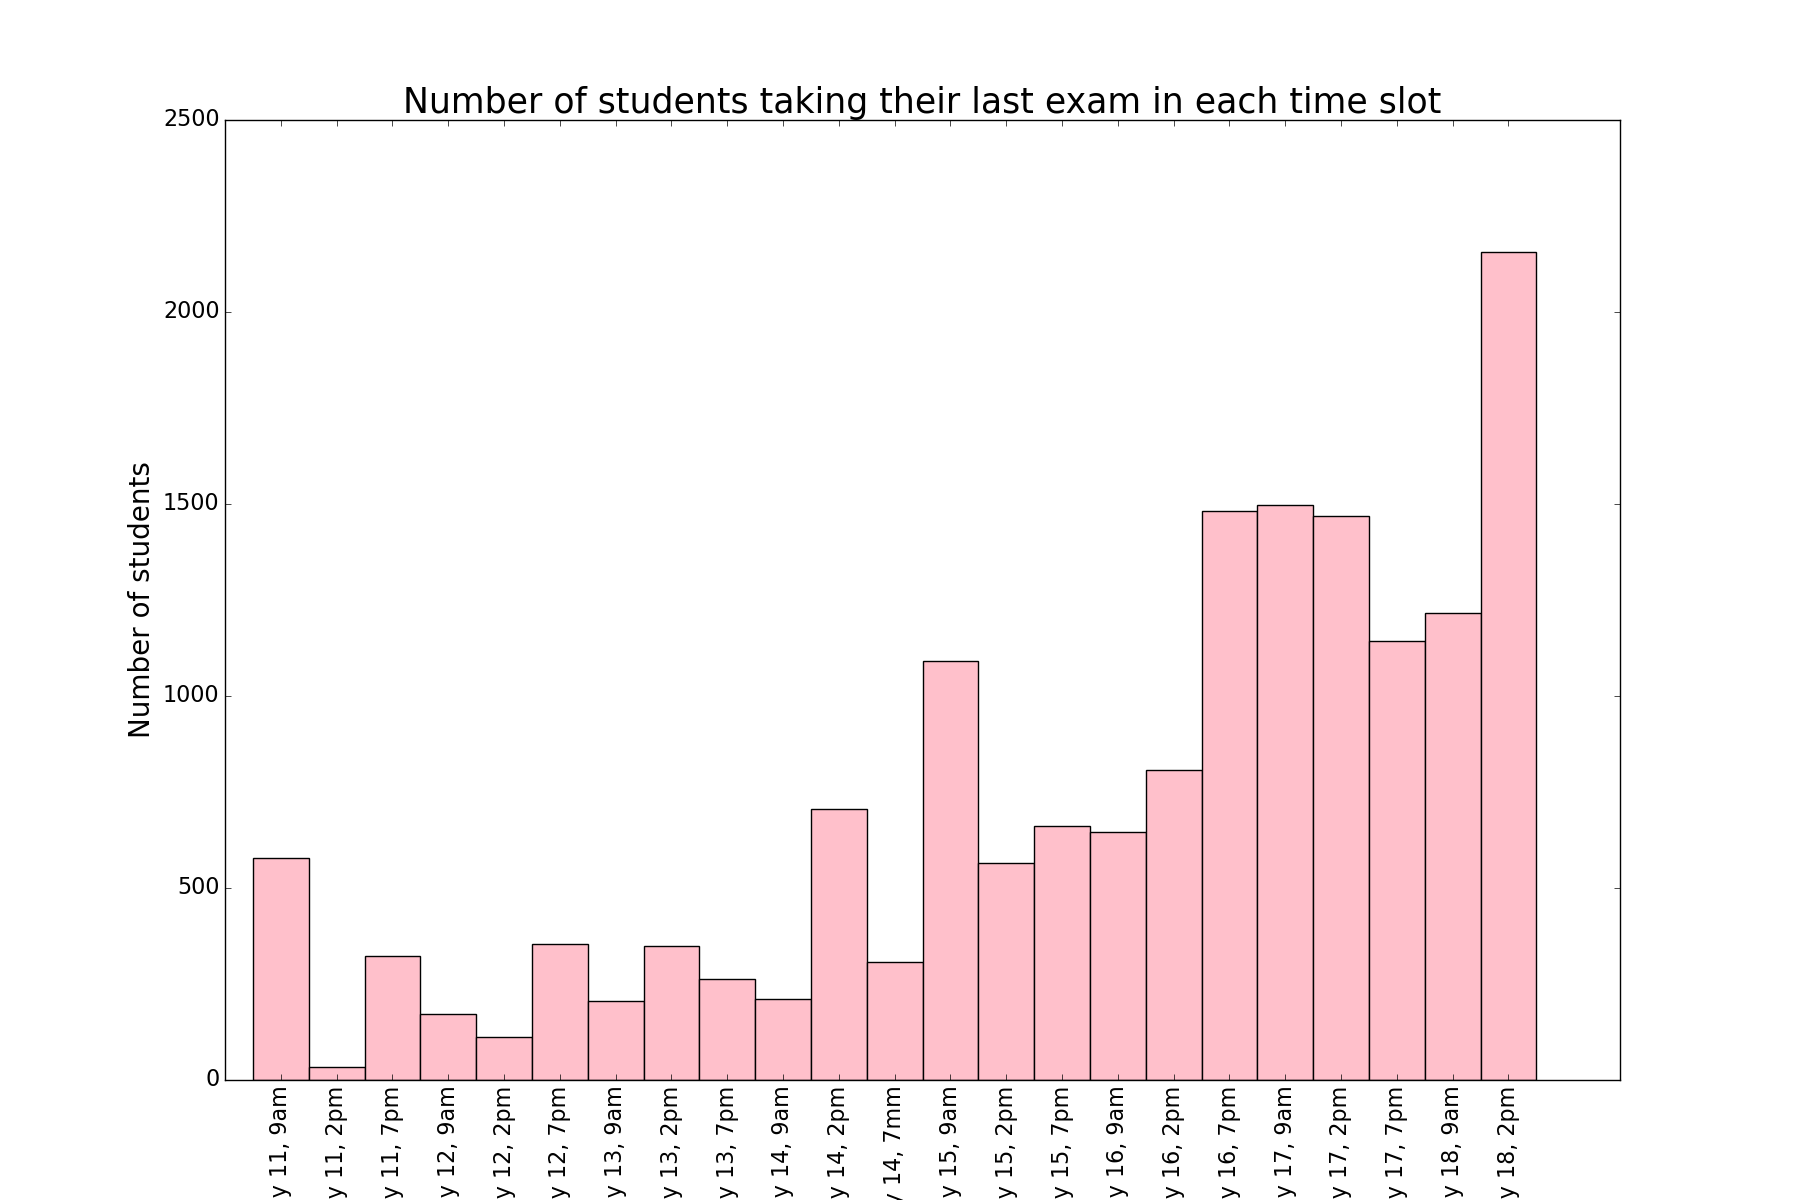 Number of students taking their last exam in each time slot
Number of students
2500
2000
1500
1000
500
0
y 11, 9am
y 11, 2pm
y 11, 7pm
y 12, 9am
y 12, 2pm
y 12, 7pm
y 13, 9am
y 13, 2pm
y 13, 7pm
y 14, 9am
y 14, 2pm
y 14, 7mm
y 15, 9am
y 15, 2pm
y 15, 7pm
y 16, 9am
y 16, 2pm
y 16, 7pm
y 17, 9am
y 17, 2pm
y 17, 7pm
y 18, 9am
y 18, 2pm